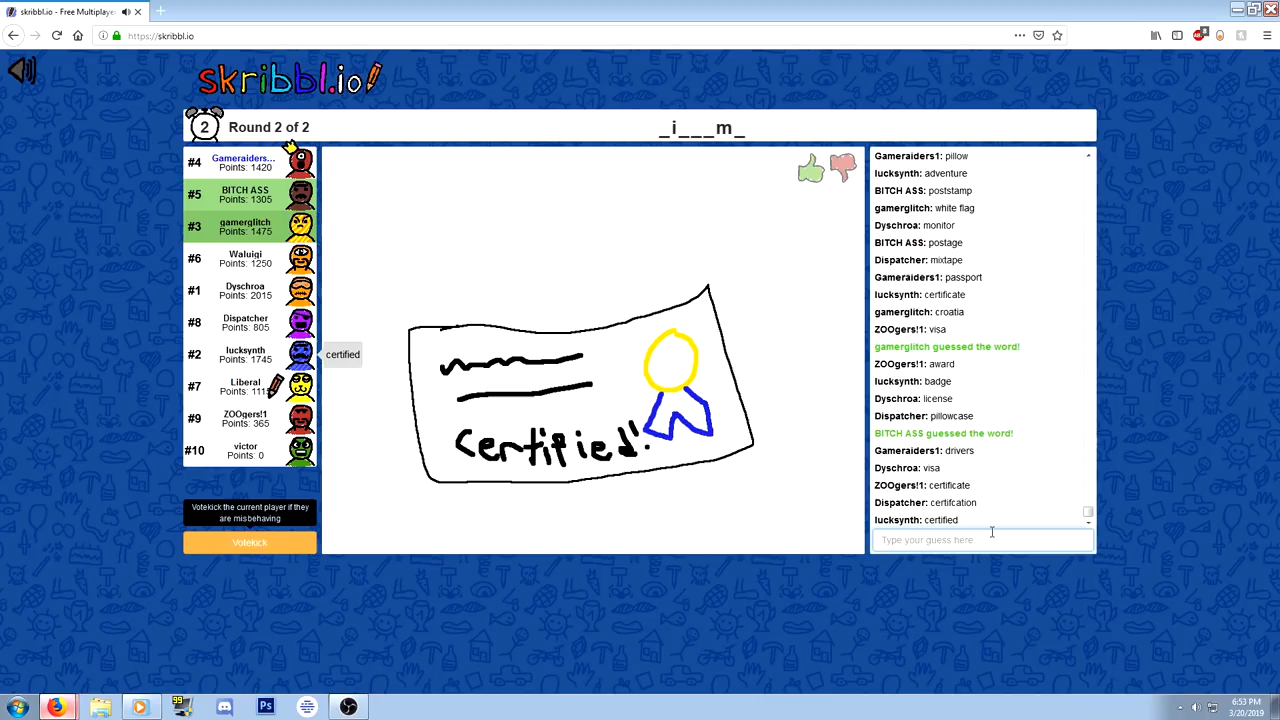 skribbl.io - Free Multiplaye
https://skribbl.io
skribbl.io
2
Round 2 of 2
_i___m_
#4
Gameraiders...
Points: 1420
#5
BITCH ASS
Points: 1305
#3
gamerglitch
Points: 1475
#6
Waluigi
Points: 1250
#1
Dyschroa
Points: 2015
#8
Dispatcher
Points: 805
#2
lucksynth
Points: 1745
certified
#7
Liberal
Points: 111
#9
ZOOgers!1
Points: 365
#10
victor
Points: 0
Votekick the current player if they
are misbehaving
Votekick
Certified!
Gameraiders1: pillow
lucksynth: adventure
BITCH ASS: poststamp
gamerglitch: white flag
Dyschroa: monitor
BITCH ASS: postage
Dispatcher: mixtape
Gameraiders1: passport
lucksynth: certificate
gamerglitch: croatia
ZOOgers!1: visa
gamerglitch guessed the word!
ZOOgers!1: award
lucksynth: badge
Dyschroa: license
Dispatcher: pillowcase
BITCH ASS guessed the word!
Gameraiders1: drivers
Dyschroa: visa
ZOOgers!1: certificate
Dispatcher: certifcation
lucksynth: certified
Type your guess here...
99
Ps
6:53 PM
3/20/2019